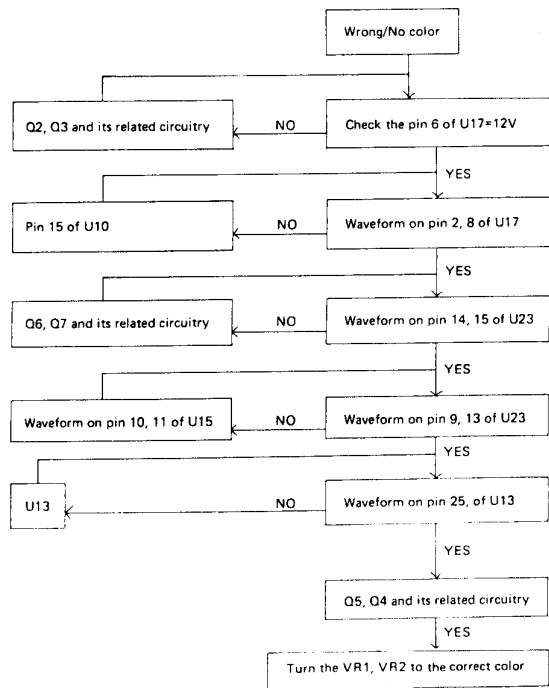 Wrong/No color
Q2, Q3 and its related circuitry
NO
Check the pin 6 of U17=12V
YES
Pin 15 of U10
NO
Waveform on pin 2, 8 of U17
YES
Q6, Q7 and its related circuitry
NO
Waveform on pin 14, 15 of U23
YES
Waveform on pin 10, 11 of U15
NO
Waveform on pin 9, 13 of U23
YES
U13
NO
Waveform on pin 25, of U13
YES
Q5, Q4 and its related circuitry
YES
Turn the VR1, VR2 to the correct color